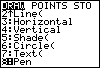 DRAW POINTS STO
2↑Line(
3:Horizontal
4:Vertical
5:Shade(
6:Circle(
7:Text(
8↓Pen